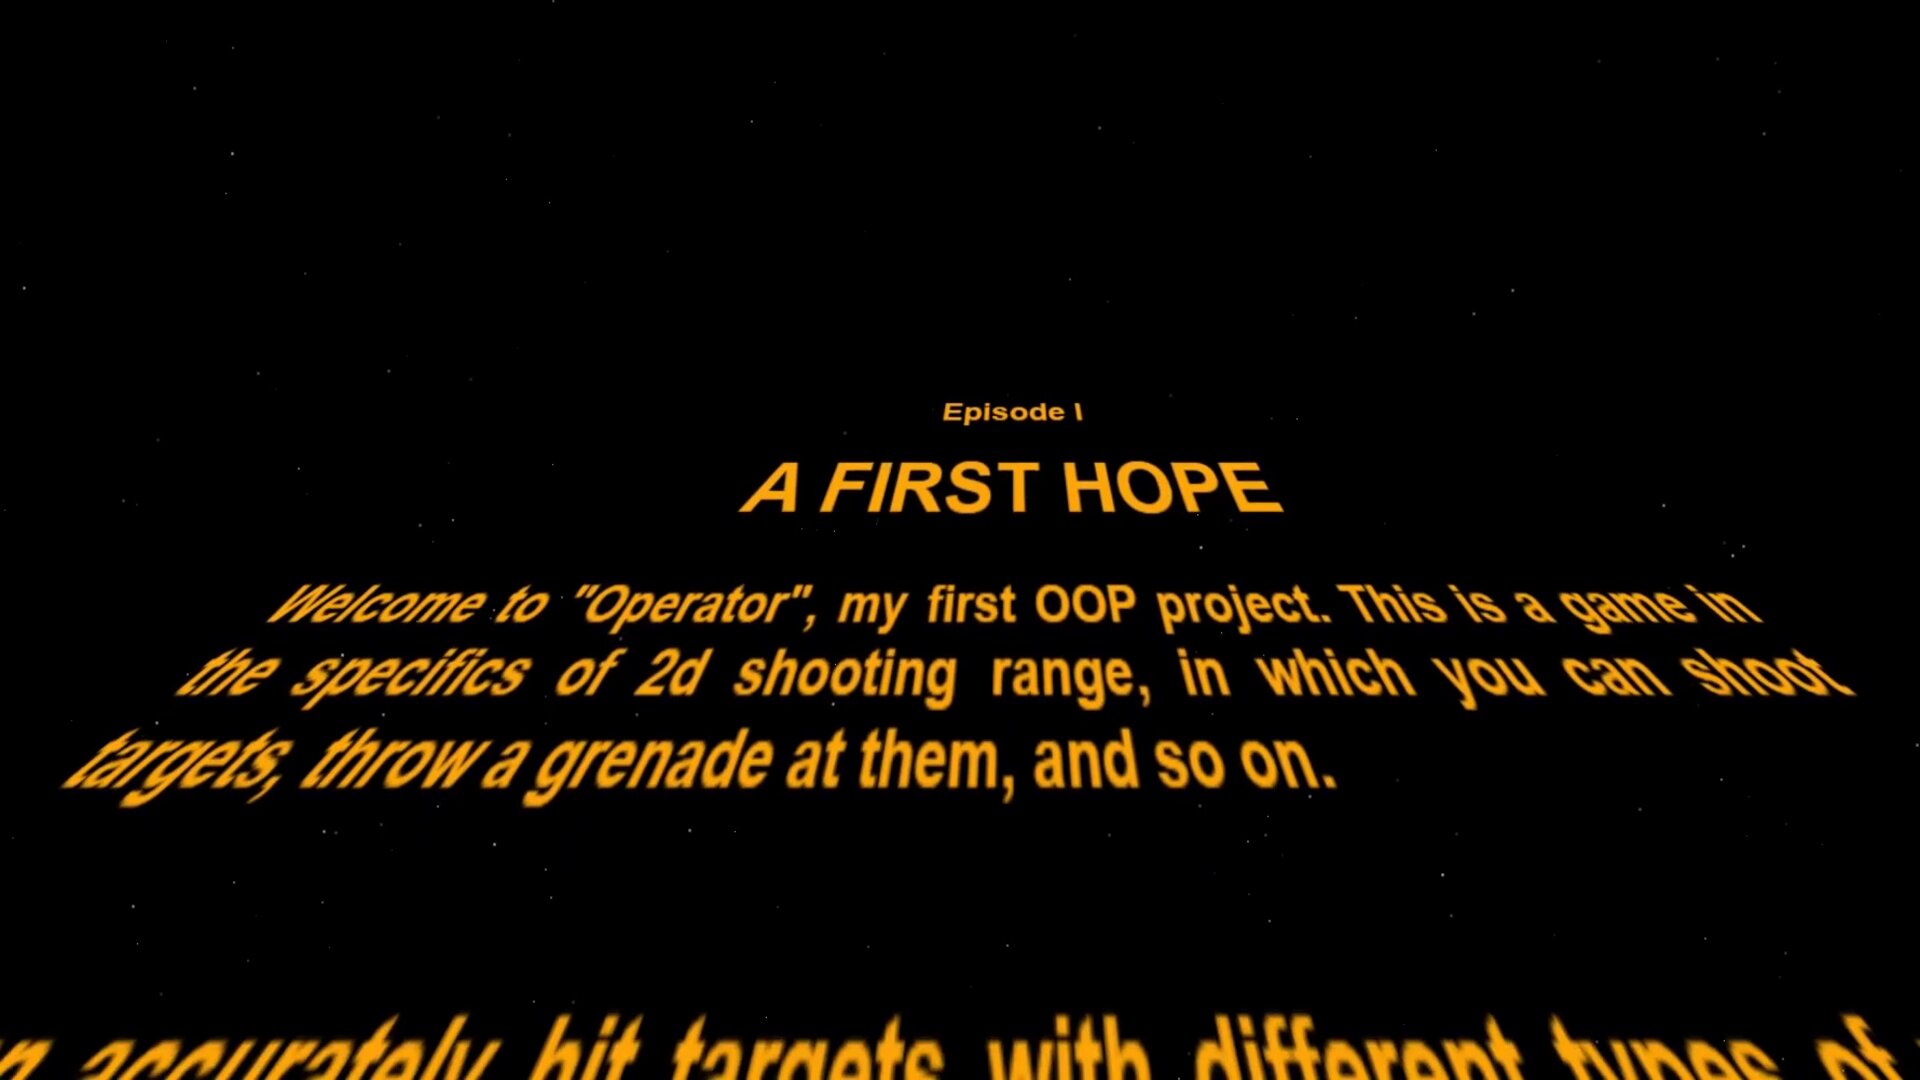 Episode I
A FIRST HOPE
Welcome to "Operator", my first OOP project. This is a game in
the specifics of 2d shooting range, in which you can shoot
targets, throw a grenade at them, and so on.
accurately hit targets with different types of